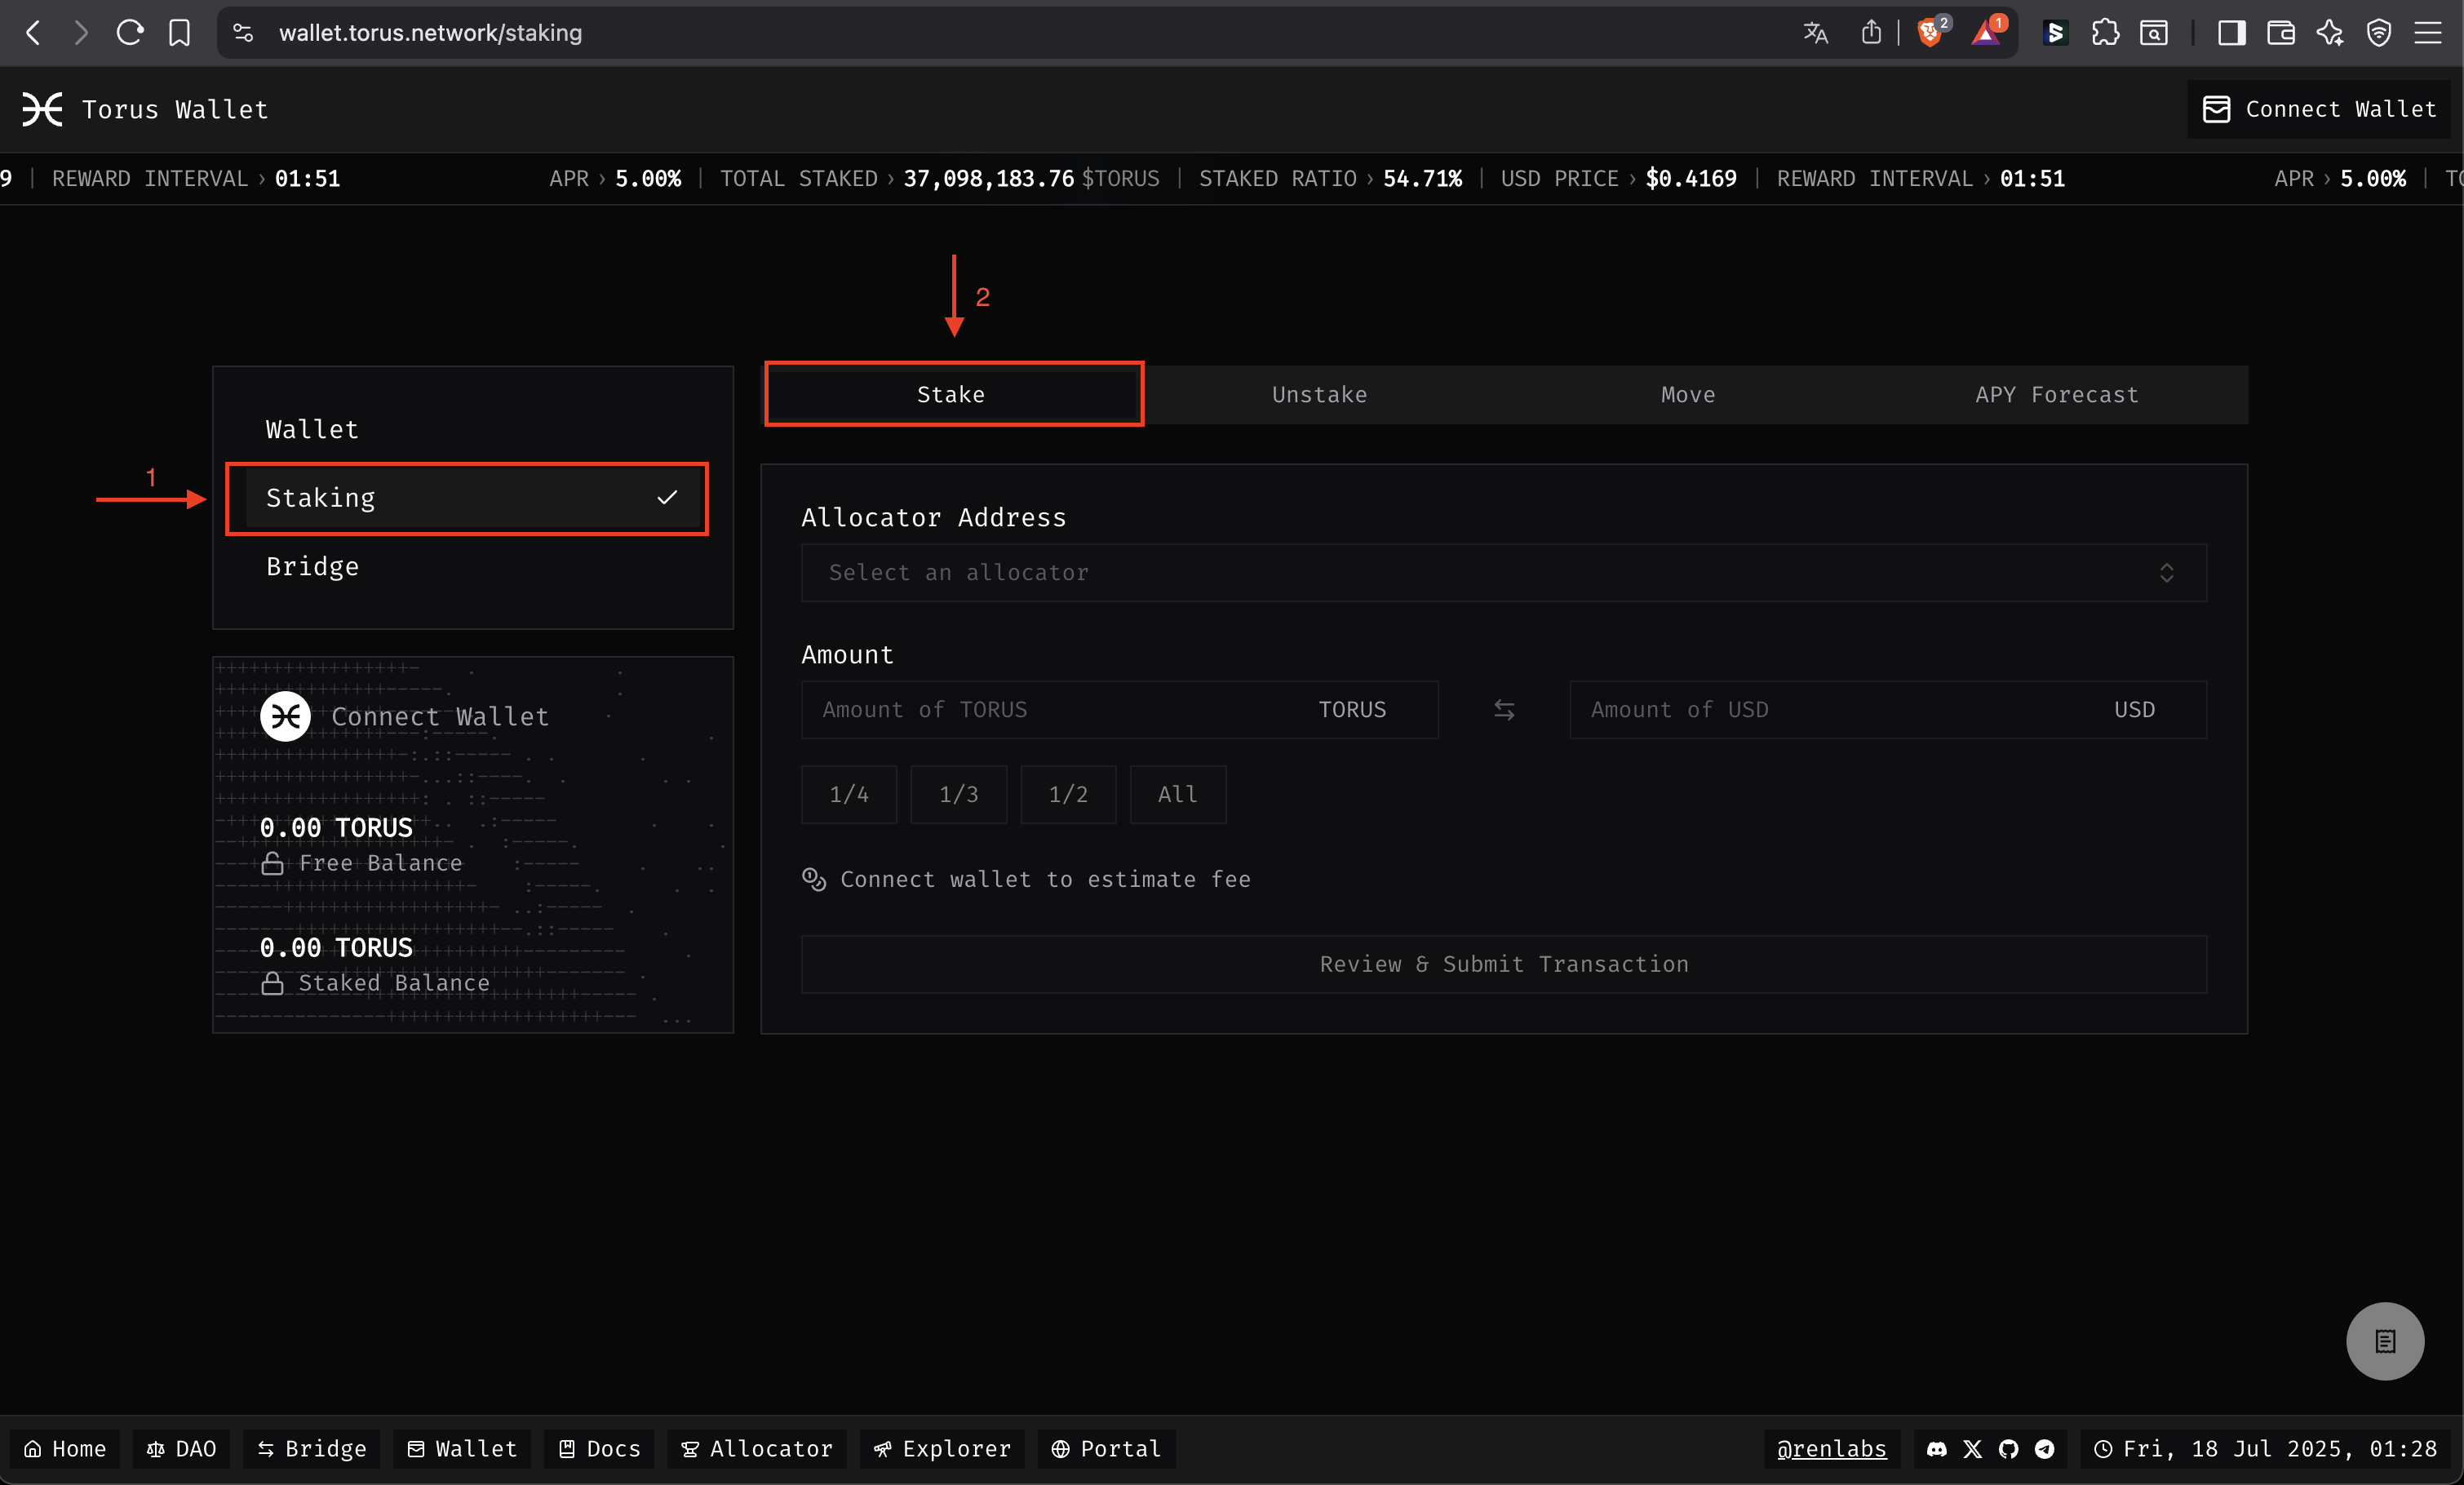 wallet.torus.network/staking
2
1
Torus Wallet
Connect Wallet
9 | REWARD INTERVAL › 01:51 APR › 5.00% | TOTAL STAKED › 37,098,183.76 $TORUS | STAKED RATIO › 54.71% | USD PRICE › $0.4169 | REWARD INTERVAL › 01:51 APR › 5.00% |
2
Stake
Unstake
Move
APY Forecast
Wallet
1
Staking
Bridge
Allocator Address
Select an allocator
Amount
Amount of TORUS TORUS
Amount of USD USD
1/4
1/3
1/2
All
Connect wallet to estimate fee
Review & Submit Transaction
Connect Wallet
0.00 TORUS
Free Balance
0.00 TORUS
Staked Balance
Home
DAO
Bridge
Wallet
Docs
Allocator
Explorer
Portal
@renlabs
Fri, 18 Jul 2025, 01:28